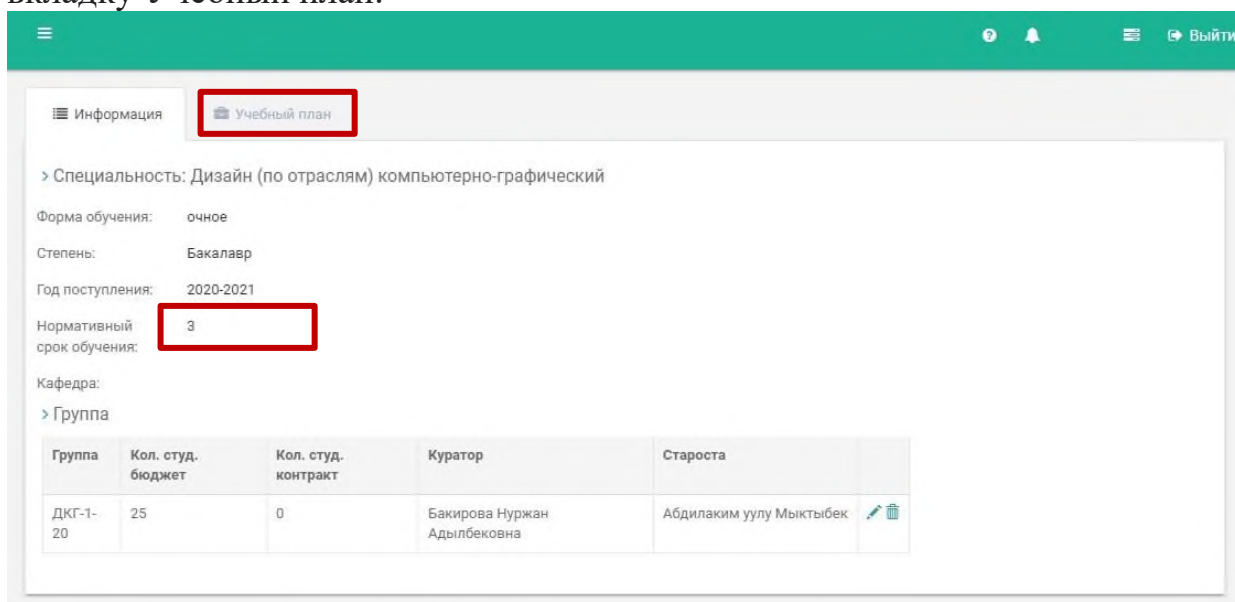 вкладку Учебный план.
Выйти
Информация Учебный план
> Специальность: Дизайн (по отраслям) компьютерно-графический
Форма обучения: очное
Степень: Бакалавр
Год поступления: 2020-2021
Нормативный 3
срок обучения:
Кафедра:
> Группа
Группа Кол. студ. Кол. студ. Куратор Староста
бюджет контракт
ДКГ-1- 25 0 Бакирова Нуржан Абдилаким уулу Мыктыбек
20 Адылбековна